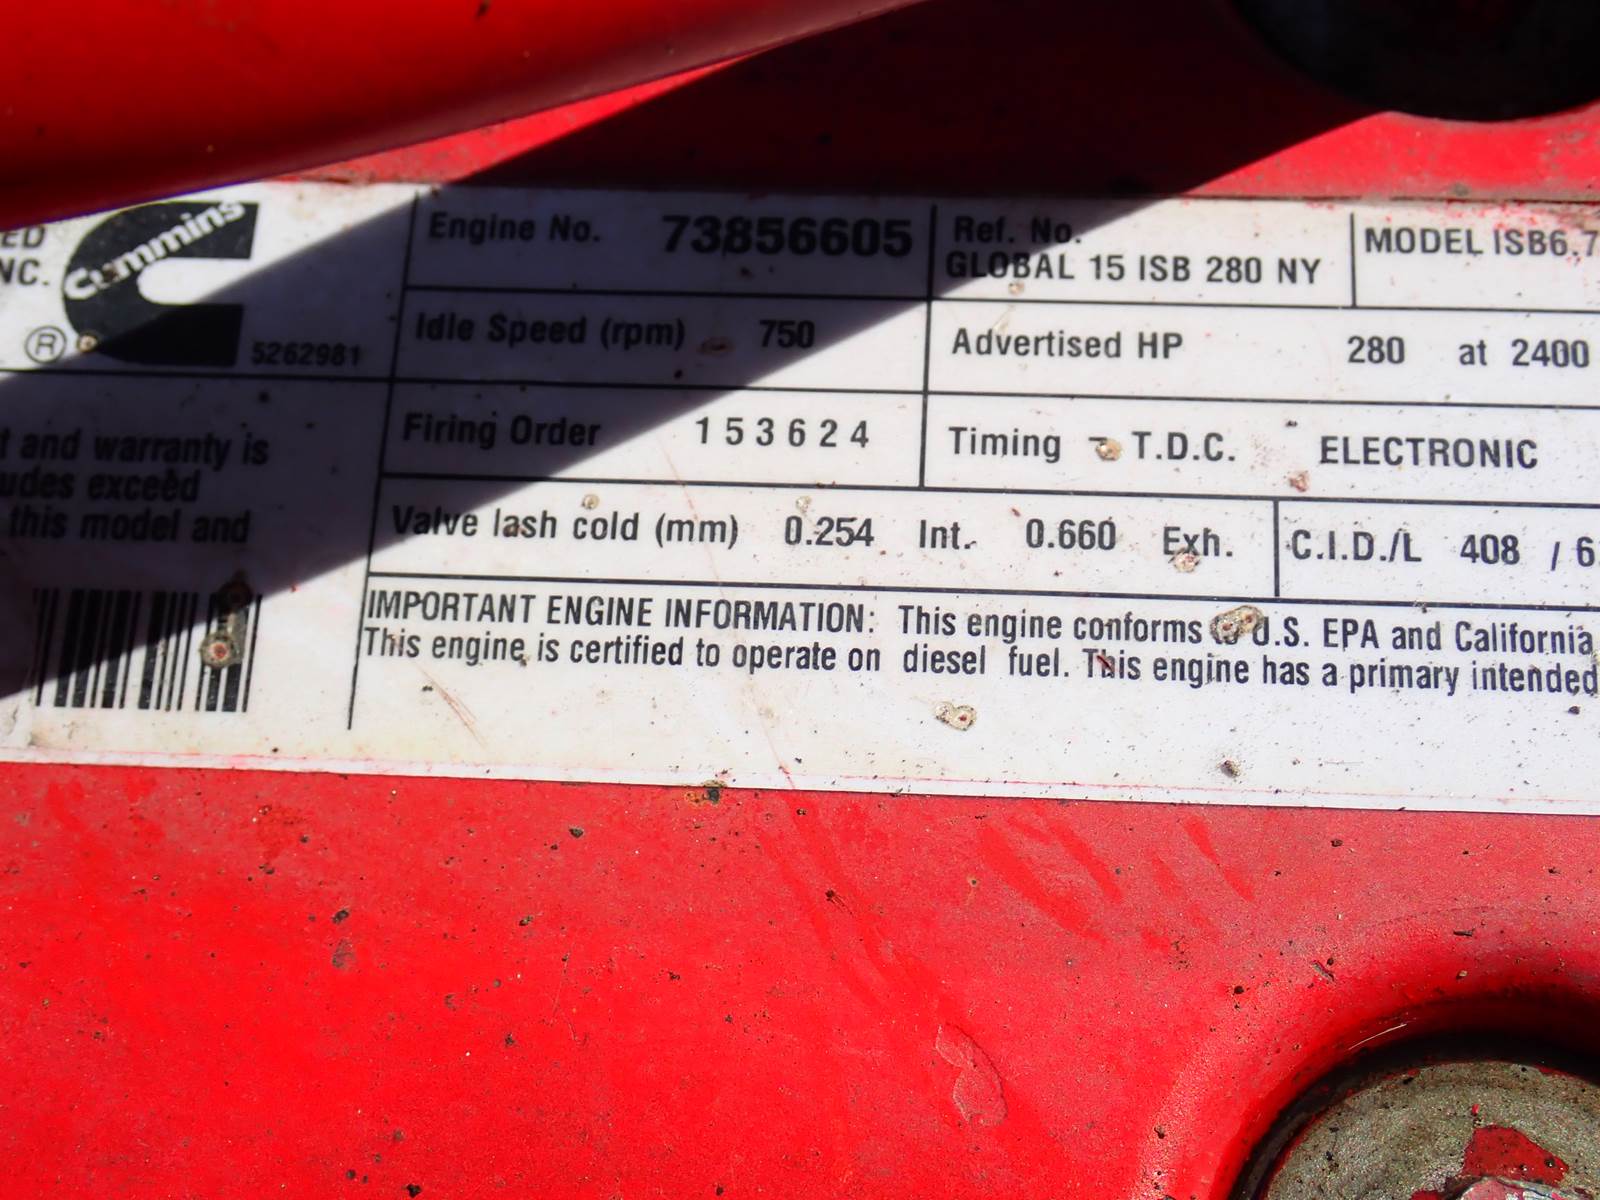 ED
NC.
Cummins
®
5262981
Engine No. 73856605
Ref. No.
GLOBAL 15 ISB 280 NY
MODEL ISB6.7
Idle Speed (rpm) 750
Advertised HP 280 at 2400
Firing Order 1 5 3 6 2 4
Timing - T.D.C. ELECTRONIC
Valve lash cold (mm) 0.254 Int. 0.660 Exh.
C.I.D./L 408 / 6.
t and warranty is
udes exceed
this model and
IMPORTANT ENGINE INFORMATION: This engine conforms to U.S. EPA and California
This engine is certified to operate on diesel fuel. This engine has a primary intended